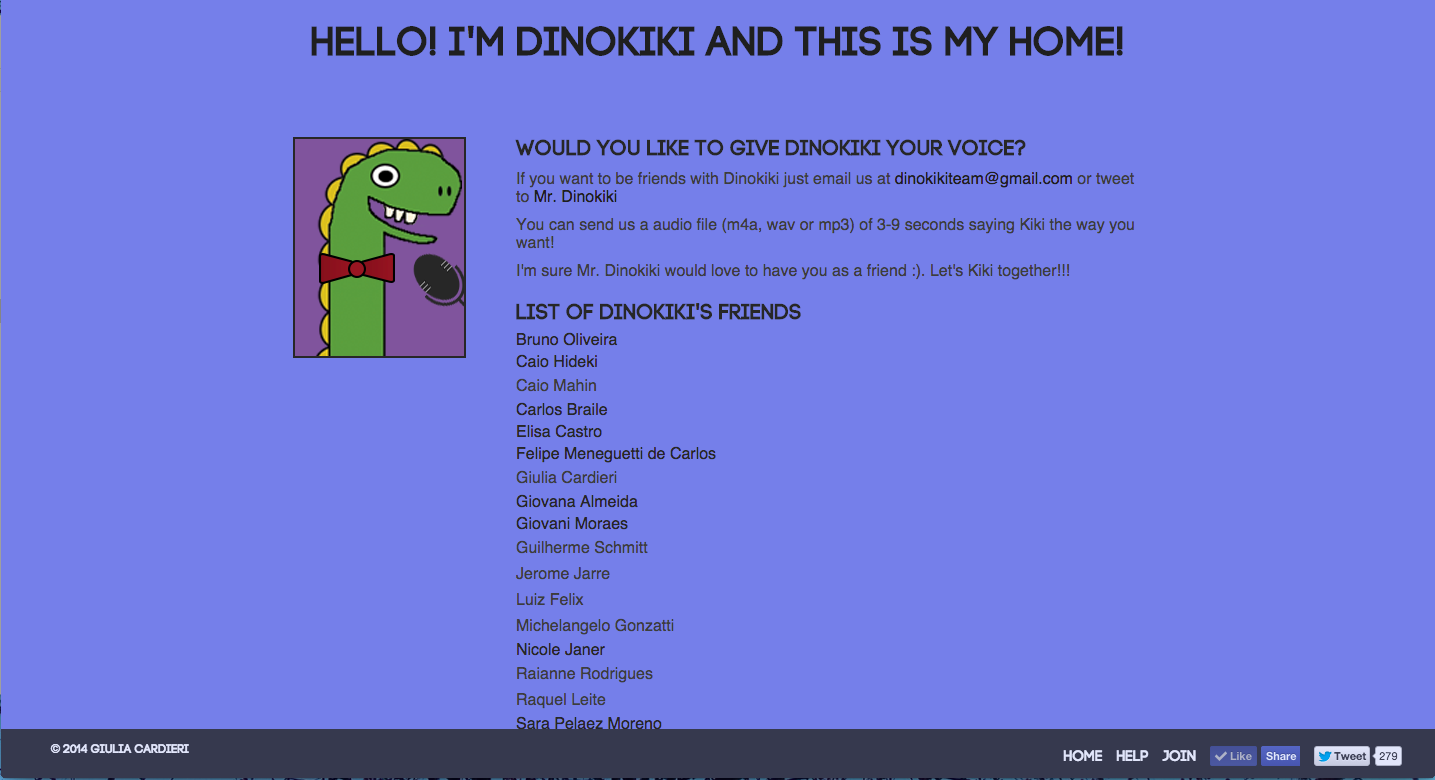 HELLO! I'M DINOKIKI AND THIS IS MY HOME!
WOULD YOU LIKE TO GIVE DINOKIKI YOUR VOICE?
If you want to be friends with Dinokiki just email us at dinokikiteam@gmail.com or tweet
to Mr. Dinokiki
You can send us a audio file (m4a, wav or mp3) of 3-9 seconds saying Kiki the way you
want!
I'm sure Mr. Dinokiki would love to have you as a friend :). Let's Kiki together!!!
LIST OF DINOKIKI'S FRIENDS
Bruno Oliveira
Caio Hideki
Caio Mahin
Carlos Braile
Elisa Castro
Felipe Meneguetti de Carlos
Giulia Cardieri
Giovana Almeida
Giovani Moraes
Guilherme Schmitt
Jerome Jarre
Luiz Felix
Michelangelo Gonzatti
Nicole Janer
Raianne Rodrigues
Raquel Leite
Sara Pelaez Moreno
© 2014 GIULIA CARDIERI
HOME HELP JOIN Like Share Tweet 279